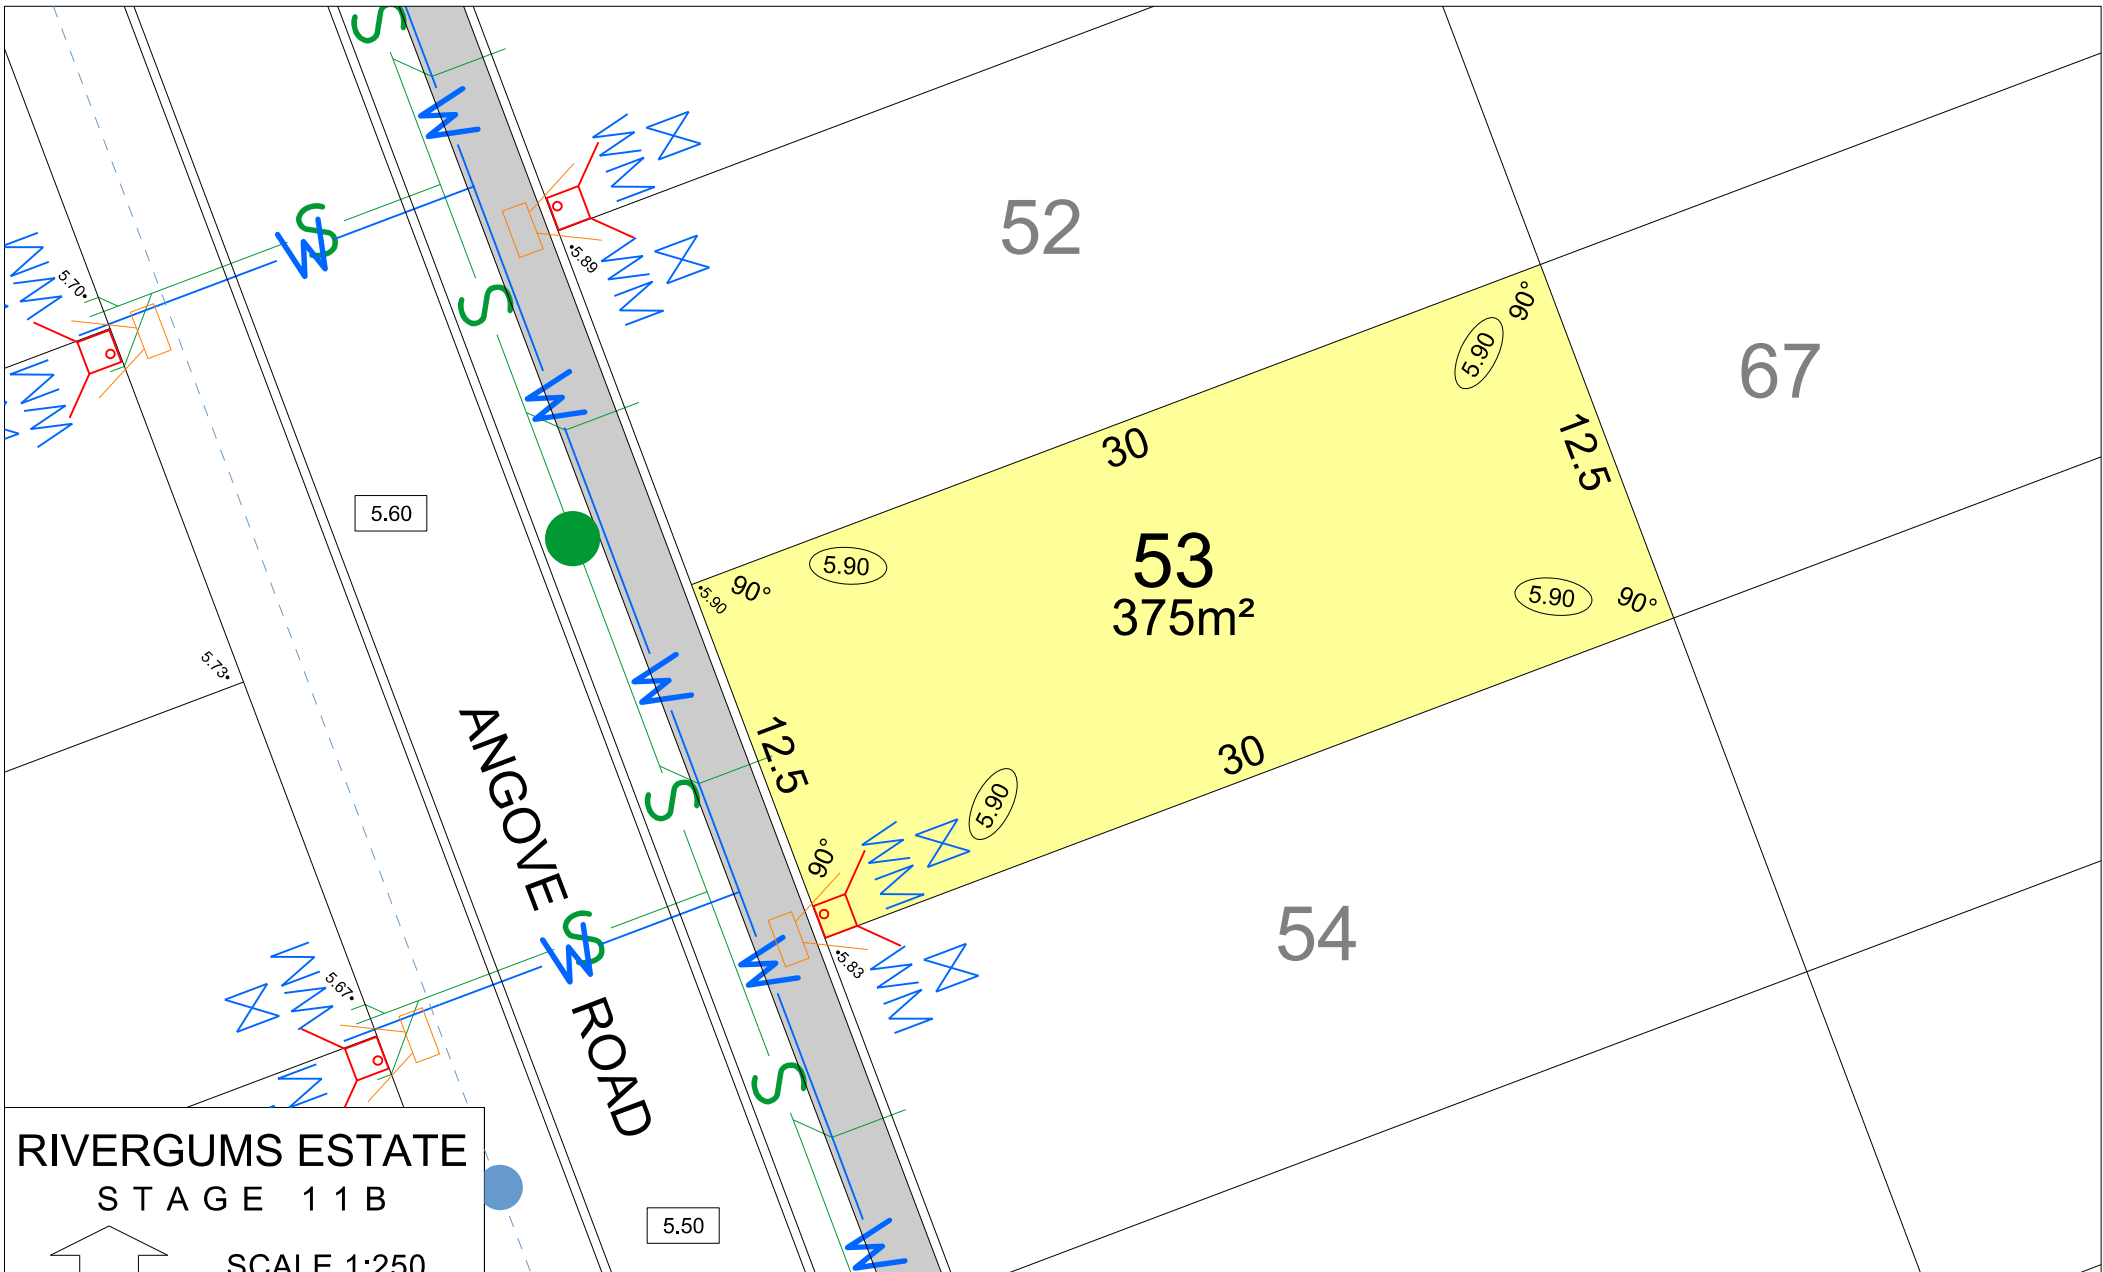 S
W
W
W
W
W
S
W
5.70•
•5.89
W
W
W
W
W
W
52
90°
5.90
67
S
30
12.5
W
5.60
53
375m²
5.90
90°
•5.90
5.90
90°
5.73•
W
12.5
30
S
ANGOVE ROAD
90°
5.90
W
W
S
W
W
•5.83
W
W
54
W
W
5.67•
W
S
RIVERGUMS ESTATE
STAGE 11B
SCALE 1:250
5.50
W